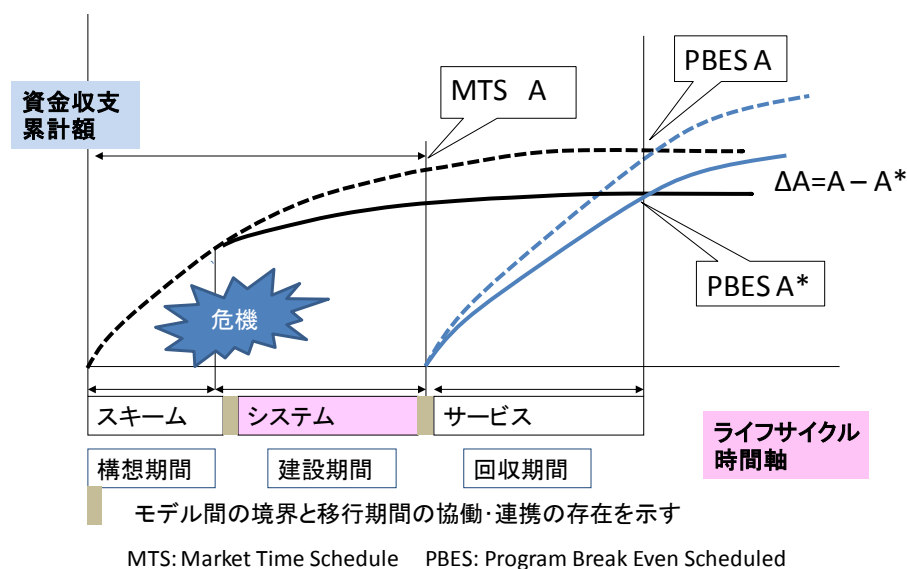 資金収支
累計額
MTS A
PBES A
ΔA=A – A*
PBES A*
危機
スキーム
システム
サービス
構想期間
建設期間
回収期間
ライフサイクル
時間軸
モデル間の境界と移行期間の協働・連携の存在を示す
MTS: Market Time Schedule PBES: Program Break Even Scheduled